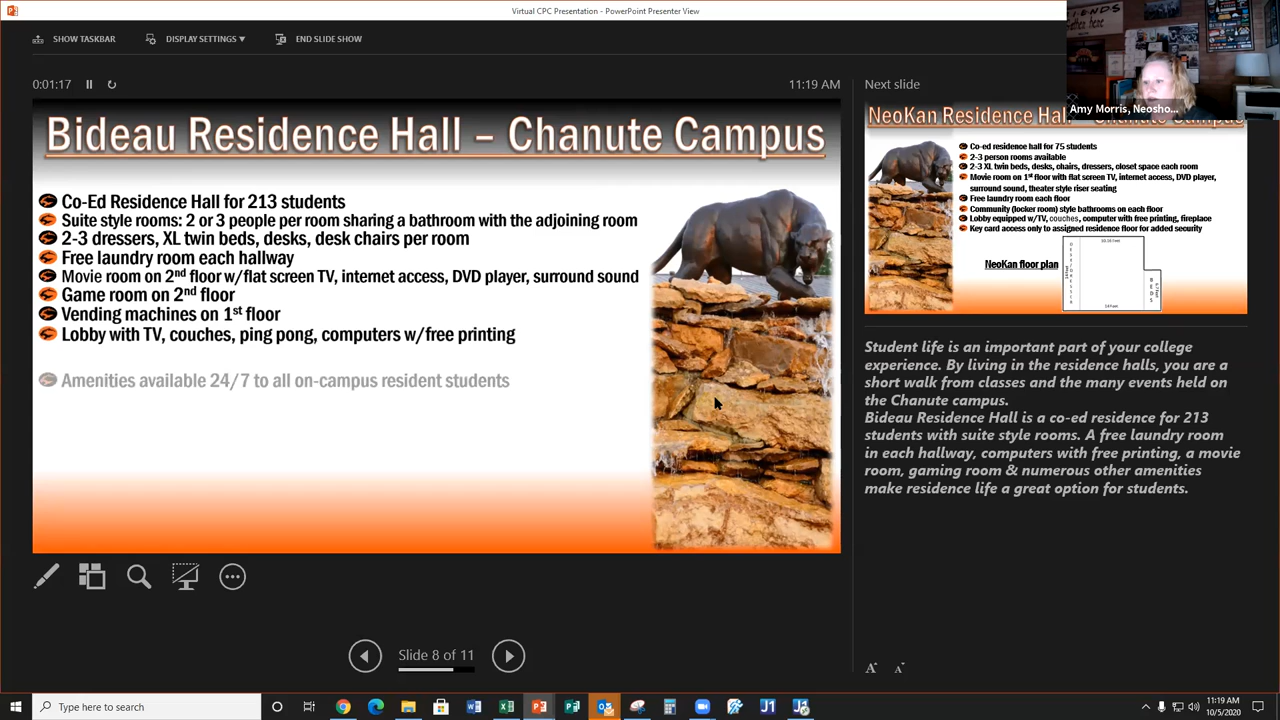 Virtual CPC Presentation - PowerPoint Presenter View
SHOW TASKBAR
DISPLAY SETTINGS
END SLIDE SHOW
0:01:17
11:19 AM
Bideau Residence Hall – Chanute Campus
Co-Ed Residence Hall for 213 students
Suite style rooms: 2 or 3 people per room sharing a bathroom with the adjoining room
2-3 dressers, XL twin beds, desks, desk chairs per room
Free laundry room each hallway
Movie room on 2nd floor w/flat screen TV, internet access, DVD player, surround sound
Game room on 2nd floor
Vending machines on 1st floor
Lobby with TV, couches, ping pong, computers w/free printing
Amenities available 24/7 to all on-campus resident students
Slide 8 of 11
Next slide
Amy Morris, Neosho...
NeoKan Residence Hall – Chanute Campus
Co-ed residence hall for 75 students
2-3 person rooms available
2-3 XL twin beds, desks, chairs, dressers, closet space each room
Movie room on 1st floor with flat screen TV, internet access, DVD player,
surround sound, theater style riser seating
Free laundry room each floor
Community (locker room) style bathrooms on each floor
Lobby equipped w/TV, couches, computer with free printing, fireplace
Key card access only to assigned residence floor for added security
NeoKan floor plan
Student life is an important part of your college
experience. By living in the residence halls, you are a
short walk from classes and the many events held on
the Chanute campus.
Bideau Residence Hall is a co-ed residence for 213
students with suite style rooms. A free laundry room
in each hallway, computers with free printing, a movie
room, gaming room & numerous other amenities
make residence life a great option for students.
Type here to search
11:19 AM
10/5/2020